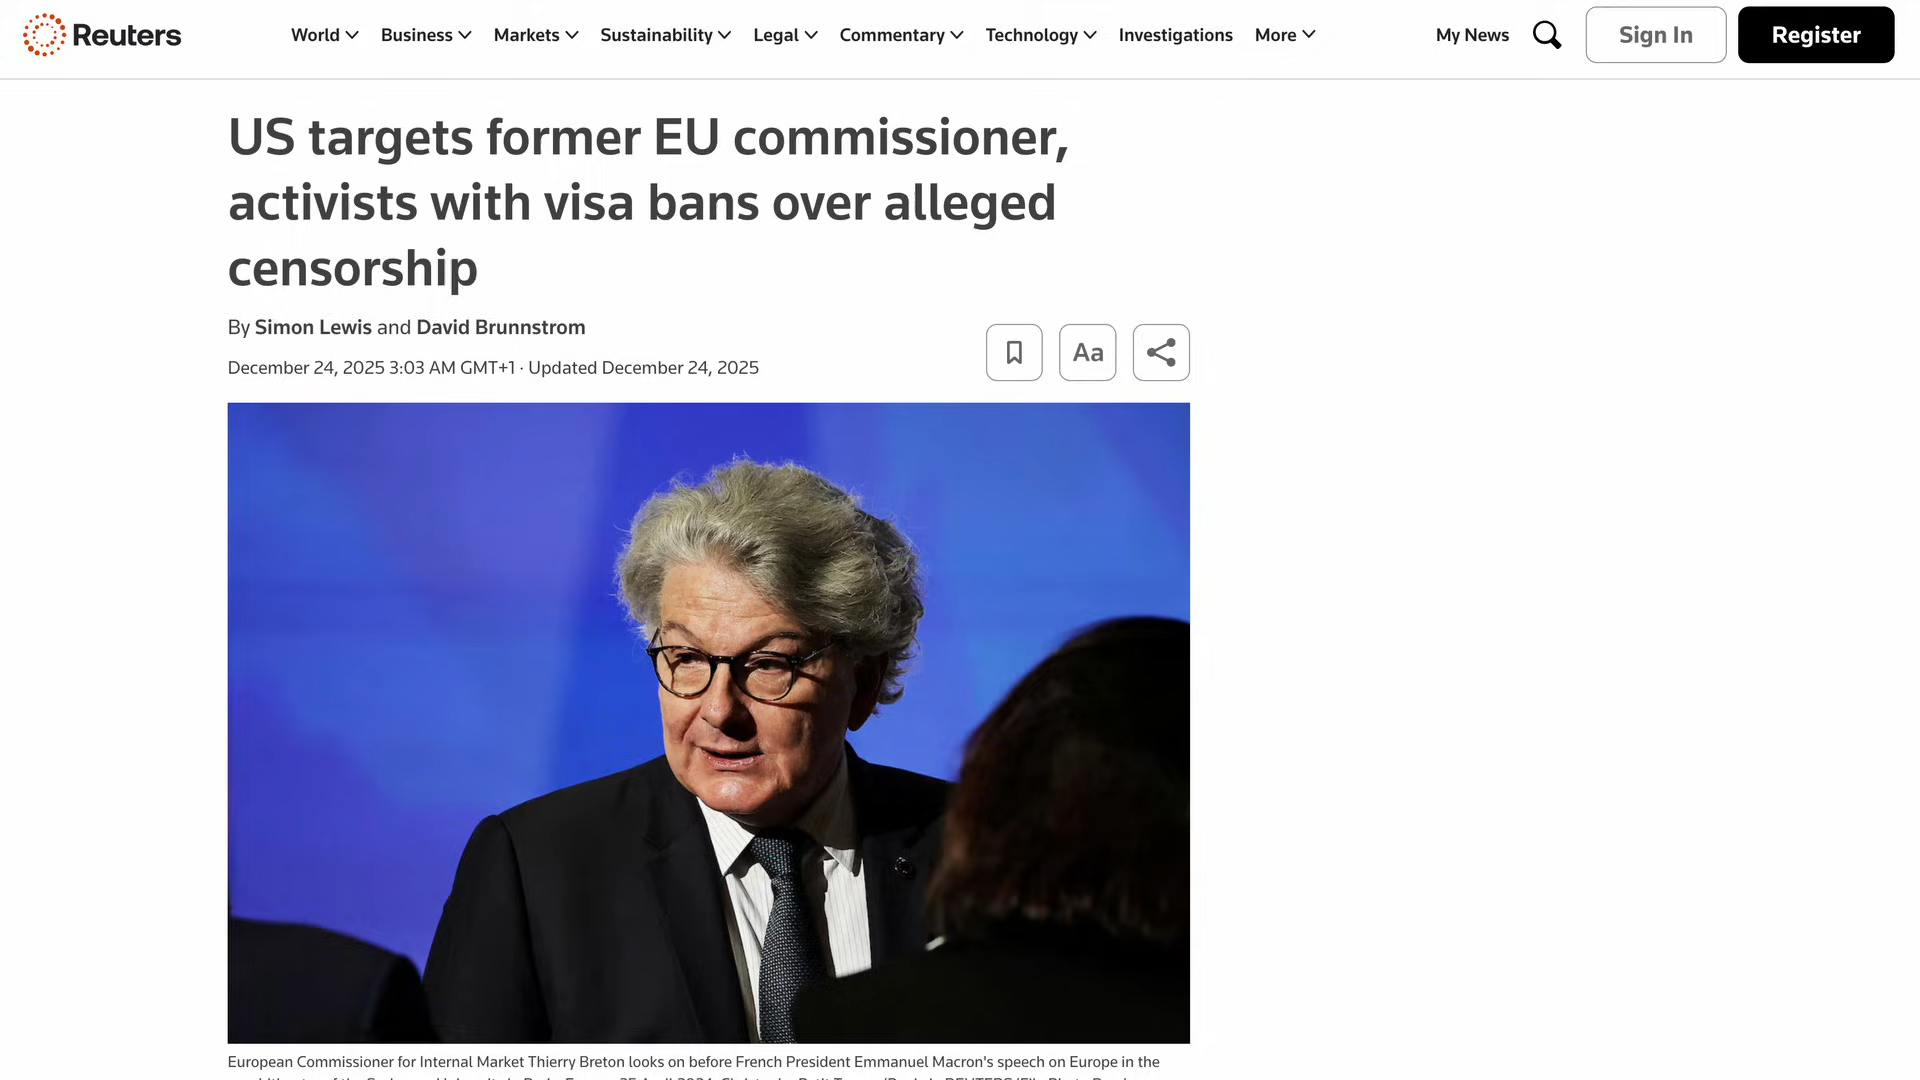 Reuters
World
Business
Markets
Sustainability
Legal
Commentary
Technology
Investigations
More
My News
Sign In
Register
US targets former EU commissioner,
activists with visa bans over alleged
censorship
By Simon Lewis and David Brunnstrom
December 24, 2025 3:03 AM GMT+1 · Updated December 24, 2025
Aa
European Commissioner for Internal Market Thierry Breton looks on before French President Emmanuel Macron's speech on Europe in the